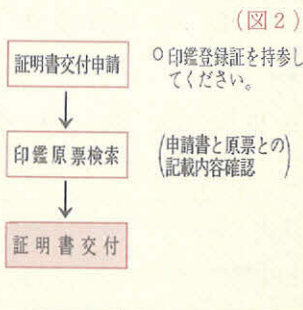 (図2)
証明書交付申請
○印鑑登録証を持参し
てください。
印鑑原票検索
(申請書と原票との
記載内容確認)
証明書交付